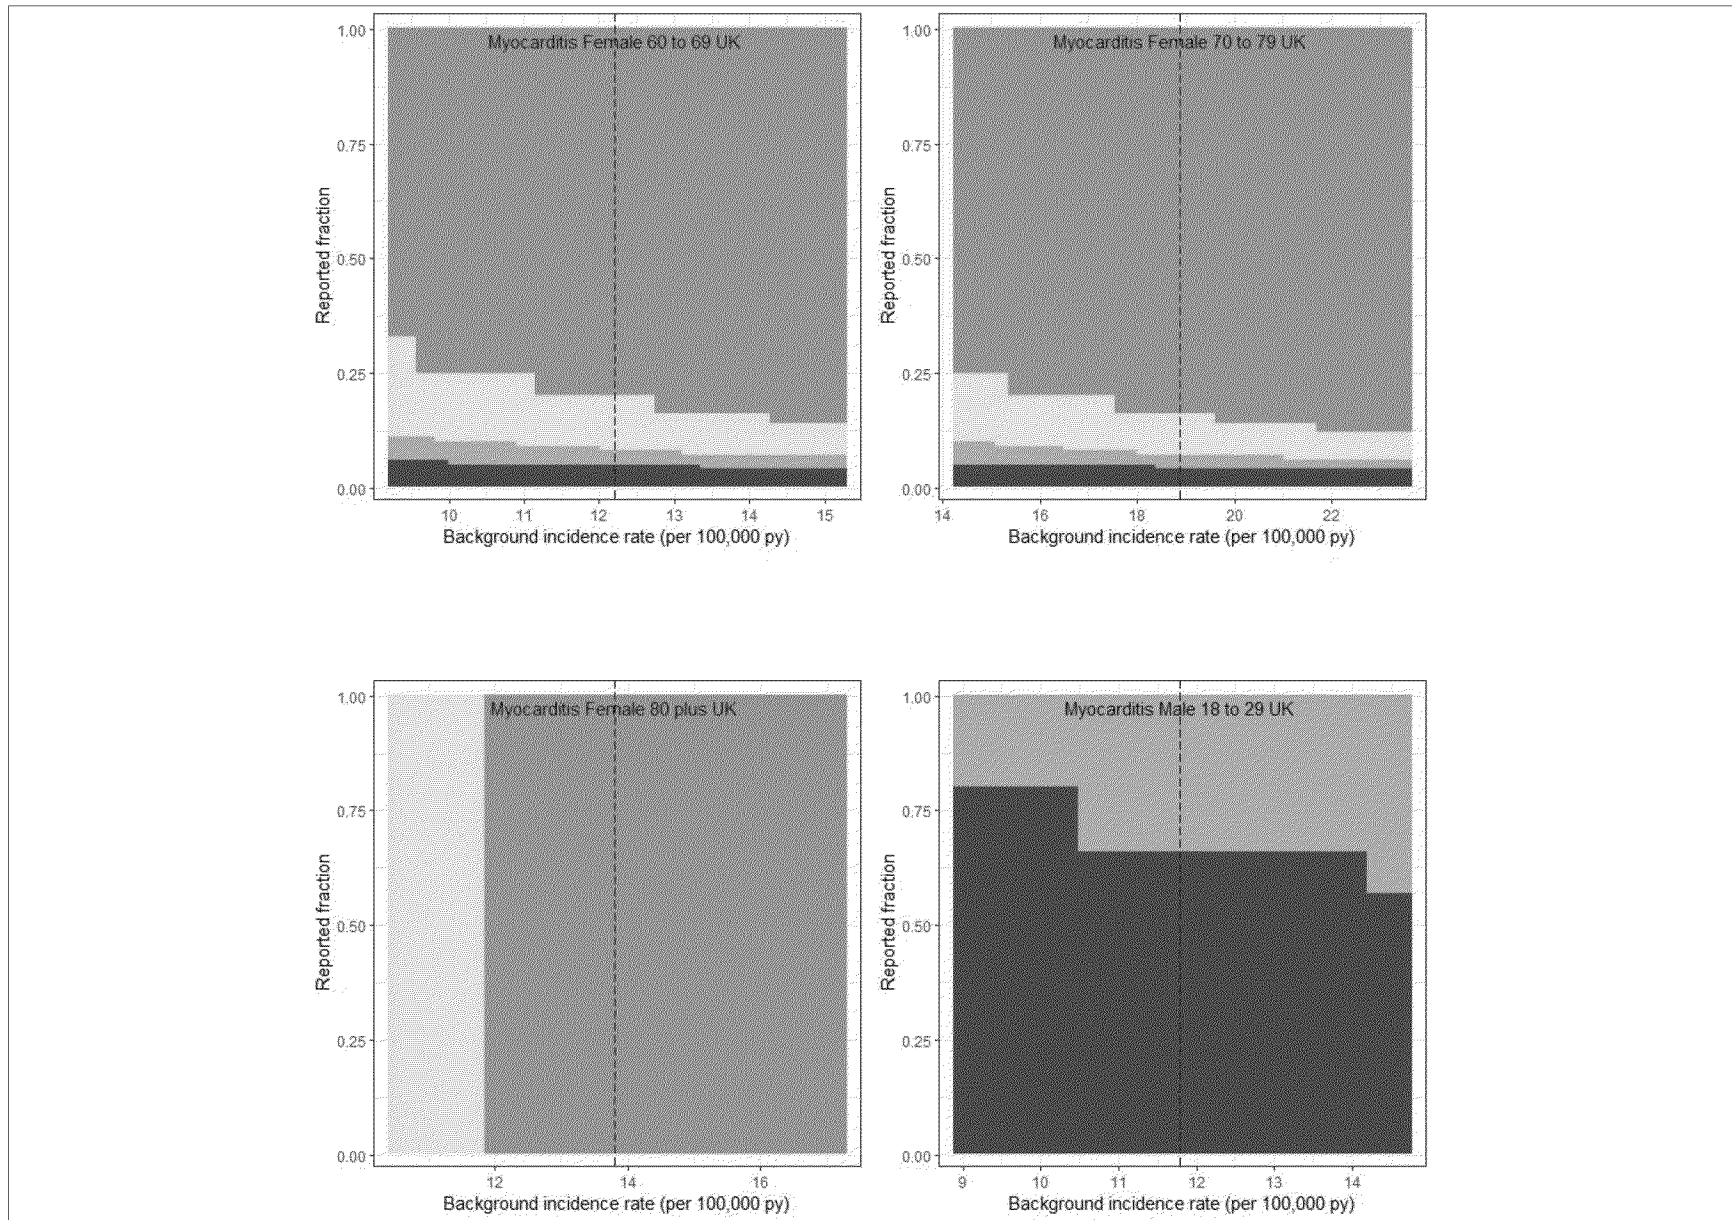 Myocarditis Female 60 to 69 UK
1.00
0.75
0.50
0.25
0.00
Reported fraction
10 11 12 13 14 15
Background incidence rate (per 100,000 py)
Myocarditis Female 70 to 79 UK
1.00
0.75
0.50
0.25
0.00
Reported fraction
14 16 18 20 22
Background incidence rate (per 100,000 py)
Myocarditis Female 80 plus UK
1.00
0.75
0.50
0.25
0.00
Reported fraction
12 14 16
Background incidence rate (per 100,000 py)
Myocarditis Male 18 to 29 UK
1.00
0.75
0.50
0.25
0.00
Reported fraction
9 10 11 12 13 14
Background incidence rate (per 100,000 py)